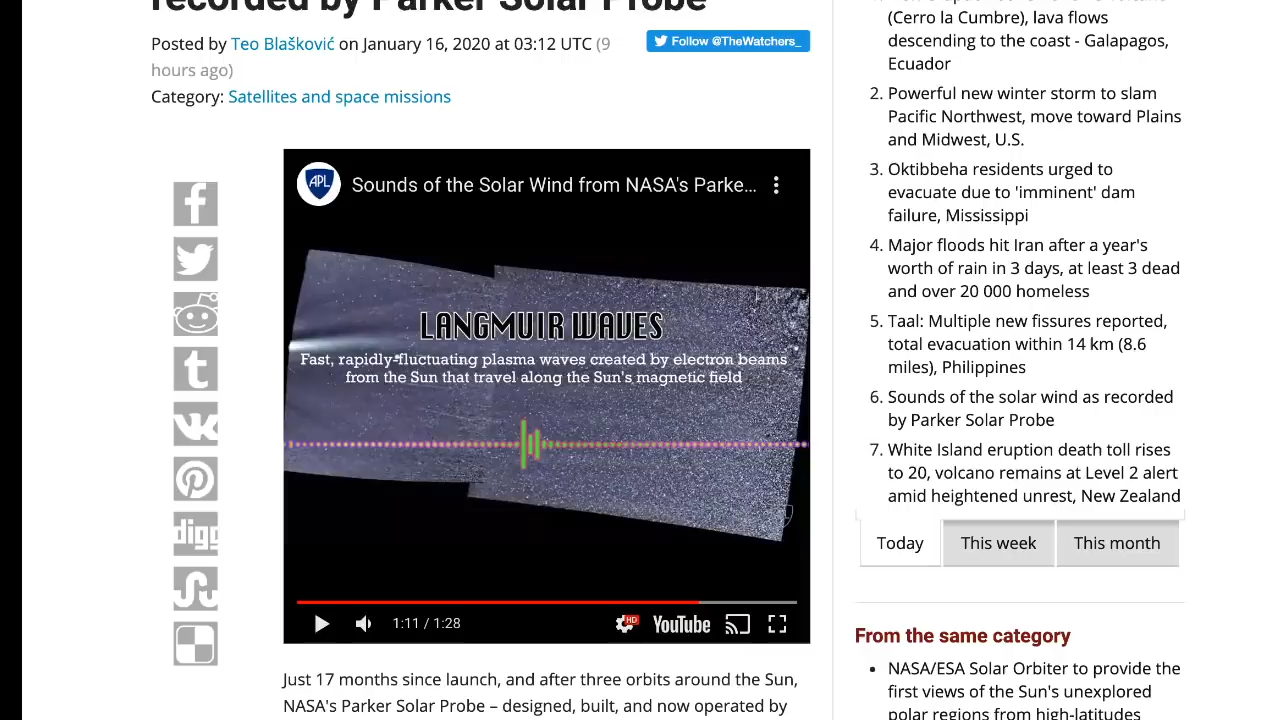 recorded by Parker Solar Probe
Posted by Teo Blašković on January 16, 2020 at 03:12 UTC (9
hours ago)
Category: Satellites and space missions
Follow @TheWatchers_
APL
Sounds of the Solar Wind from NASA's Parke...
LANGMUIR WAVES
Fast, rapidly-fluctuating plasma waves created by electron beams
from the Sun that travel along the Sun's magnetic field
1:11 / 1:28
HD
YouTube
digg
Just 17 months since launch, and after three orbits around the Sun,
NASA's Parker Solar Probe – designed, built, and now operated by
(Cerro la Cumbre), lava flows
descending to the coast - Galapagos,
Ecuador
2. Powerful new winter storm to slam
Pacific Northwest, move toward Plains
and Midwest, U.S.
3. Oktibbeha residents urged to
evacuate due to 'imminent' dam
failure, Mississippi
4. Major floods hit Iran after a year's
worth of rain in 3 days, at least 3 dead
and over 20 000 homeless
5. Taal: Multiple new fissures reported,
total evacuation within 14 km (8.6
miles), Philippines
6. Sounds of the solar wind as recorded
by Parker Solar Probe
7. White Island eruption death toll rises
to 20, volcano remains at Level 2 alert
amid heightened unrest, New Zealand
Today This week This month
From the same category
• NASA/ESA Solar Orbiter to provide the
first views of the Sun's unexplored
polar regions from high-latitudes